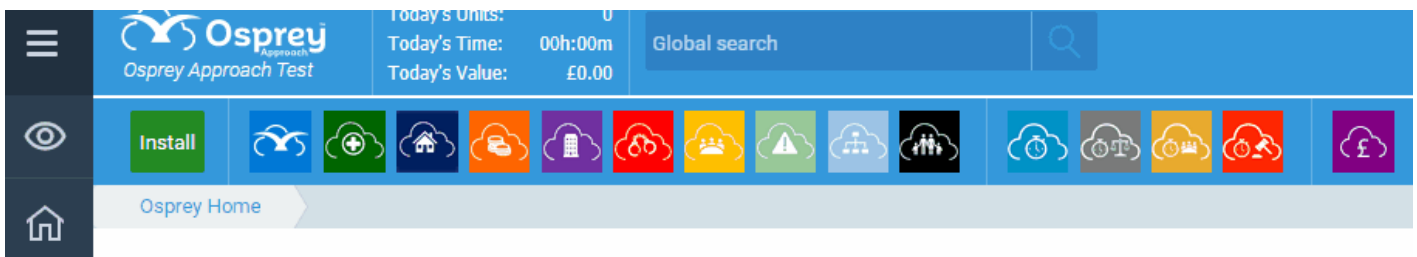 Osprey
Approach
Osprey Approach Test
Today's Units: 0
Today's Time: 00h:00m
Today's Value: £0.00
Global search
Install
£
Osprey Home